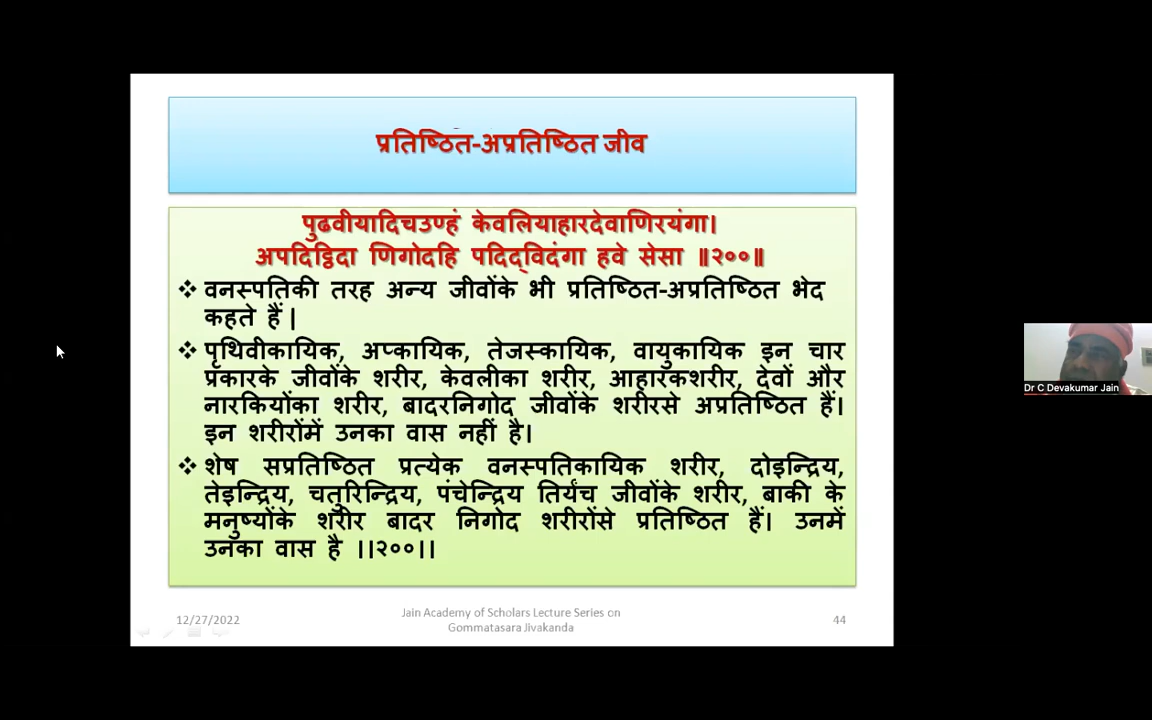 प्रतिष्ठित-अप्रतिष्ठित जीव
पुढवीयादिचउण्हं केवलियाहारदेवाणिरयंगा।
अपदिट्ठिदा णिगोदहि पदिद्विदंगा हवे सेसा ॥२००॥
❖ वनस्पतिकी तरह अन्य जीवोंके भी प्रतिष्ठित-अप्रतिष्ठित भेद
कहते हैं |
❖ पृथिवीकायिक, अप्कायिक, तेजस्कायिक, वायुकायिक इन चार
प्रकारके जीवोंके शरीर, केवलीका शरीर, आहारकशरीर, देवों और
नारकियोंका शरीर, बादरनिगोद जीवोंके शरीरसे अप्रतिष्ठित हैं।
इन शरीरोंमें उनका वास नहीं है।
❖ शेष सप्रतिष्ठित प्रत्येक वनस्पतिकायिक शरीर, दोइन्द्रिय,
तेइन्द्रिय, चतुरिन्द्रिय, पंचेन्द्रिय तिर्यंच जीवोंके शरीर, बाकी के
मनुष्योंके शरीर बादर निगोद शरीरोंसे प्रतिष्ठित हैं। उनमें
उनका वास है ।।२००।।
12/27/2022
Jain Academy of Scholars Lecture Series on
Gommatasara Jivakanda
44
Dr C Devakumar Jain